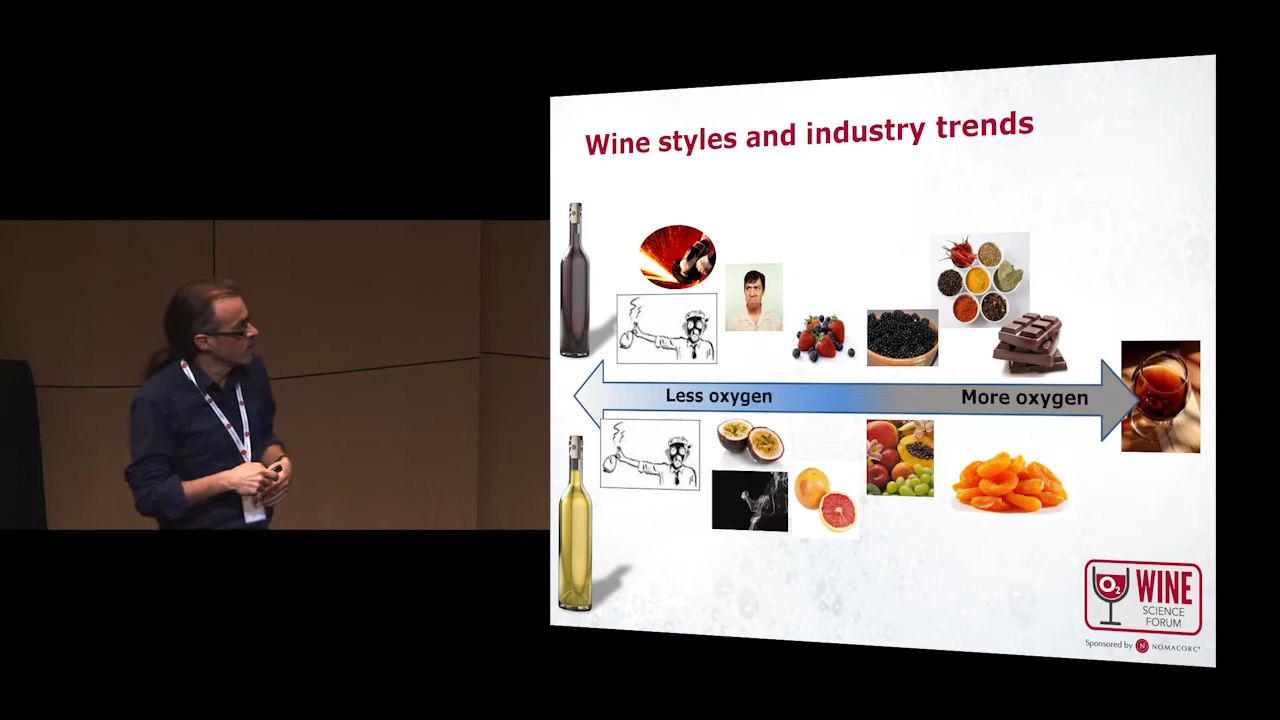 Wine styles and industry trends
Less oxygen
More oxygen
O2 WINE
SCIENCE
FORUM
Sponsored by N NOMACORC